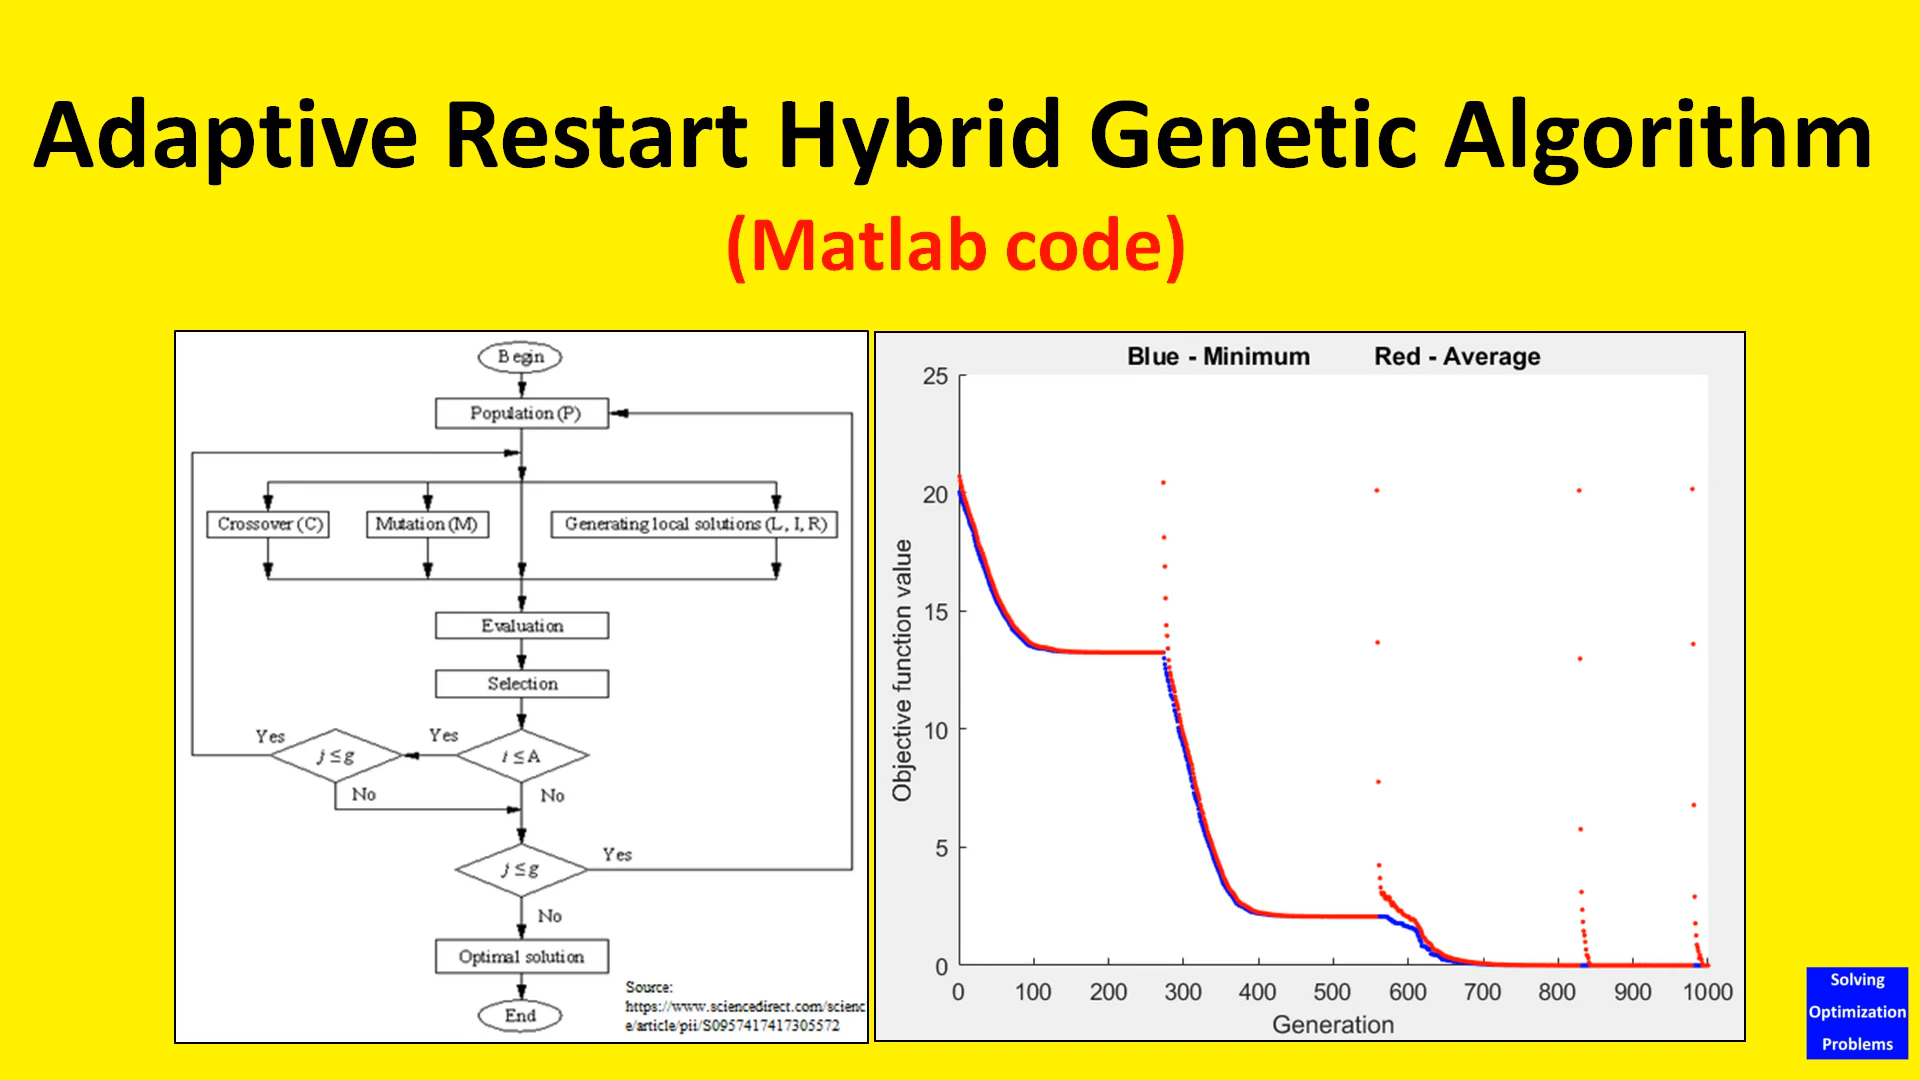 Adaptive Restart Hybrid Genetic Algorithm
(Matlab code)
Begin
Population (P)
Crossover (C)
Mutation (M)
Generating local solutions (L, I, R)
Evaluation
Selection
Yes
j ≤ g
Yes
i ≤ A
No
No
j ≤ g
Yes
No
Optimal solution
End
Source:
https://www.sciencedirect.com/scienc
e/article/pii/S0957417417305572
Blue - Minimum Red - Average
25
20
15
10
5
0
Objective function value
0 100 200 300 400 500 600 700 800 900 1000
Generation
Solving
Optimization
Problems